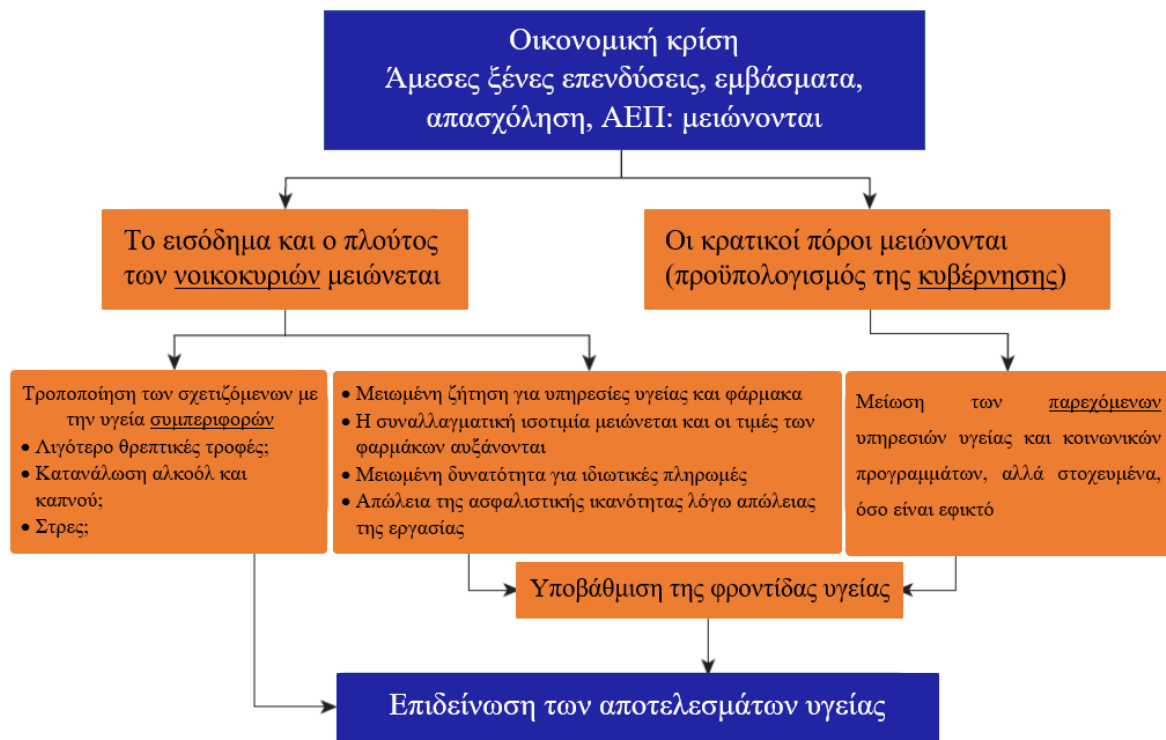 Οικονομική κρίση
Άμεσες ξένες επενδύσεις, εμβάσματα,
απασχόληση, ΑΕΠ: μειώνονται
Το εισόδημα και ο πλούτος
των νοικοκυριών μειώνεται
Οι κρατικοί πόροι μειώνονται
(προϋπολογισμός της κυβέρνησης)
Τροποποίηση των σχετιζόμενων με
την υγεία συμπεριφορών
• Λιγότερο θρεπτικές τροφές;
• Κατανάλωση αλκοόλ και
καπνού;
• Στρες;
• Μειωμένη ζήτηση για υπηρεσίες υγείας και φάρμακα
• Η συναλλαγματική ισοτιμία μειώνεται και οι τιμές των
φαρμάκων αυξάνονται
• Μειωμένη δυνατότητα για ιδιωτικές πληρωμές
• Απώλεια της ασφαλιστικής ικανότητας λόγω απώλειας
της εργασίας
Μείωση των παρεχόμενων
υπηρεσιών υγείας και κοινωνικών
προγραμμάτων, αλλά στοχευμένα,
όσο είναι εφικτό
Υποβάθμιση της φροντίδας υγείας
Επιδείνωση των αποτελεσμάτων υγείας